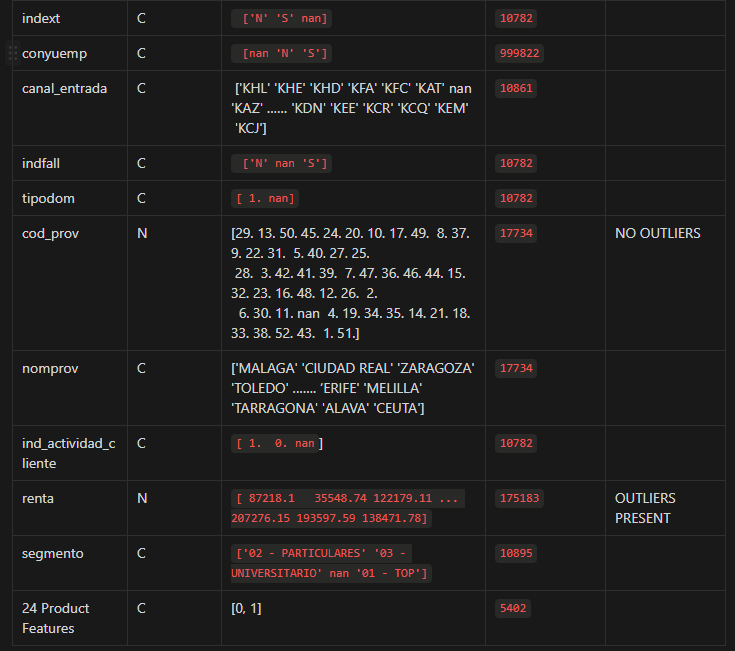 indext C ['N' 'S' nan] 10782
conyuemp C [nan 'N' 'S'] 999822
canal_entrada C ['KHL' 'KHE' 'KHD' 'KFA' 'KFC' 'KAT' nan 10861
'KAZ' ...... 'KDN' 'KEE' 'KCR' 'KCQ' 'KEM'
'KCJ']
indfall C ['N' nan 'S'] 10782
tipodom C [ 1. nan] 10782
cod_prov N [29. 13. 50. 45. 24. 20. 10. 17. 49. 8. 37. 17734 NO OUTLIERS
9. 22. 31. 5. 40. 27. 25.
28. 3. 42. 41. 39. 7. 47. 36. 46. 44. 15.
32. 23. 16. 48. 12. 26. 2.
6. 30. 11. nan 4. 19. 34. 35. 14. 21. 18.
33. 38. 52. 43. 1. 51.]
nomprov C ['MALAGA' 'CIUDAD REAL' 'ZARAGOZA' 17734
'TOLEDO' ....... 'ERIFE' 'MELILLA'
'TARRAGONA' 'ALAVA' 'CEUTA']
ind_actividad_c C [ 1. 0. nan ] 10782
liente
renta N [ 87218.1 35548.74 122179.11 ... 175183 OUTLIERS
207276.15 193597.59 138471.78] PRESENT
segmento C ['02 - PARTICULARES' '03 - 10895
UNIVERSITARIO' nan '01 - TOP']
24 Product C [0, 1] 5402
Features